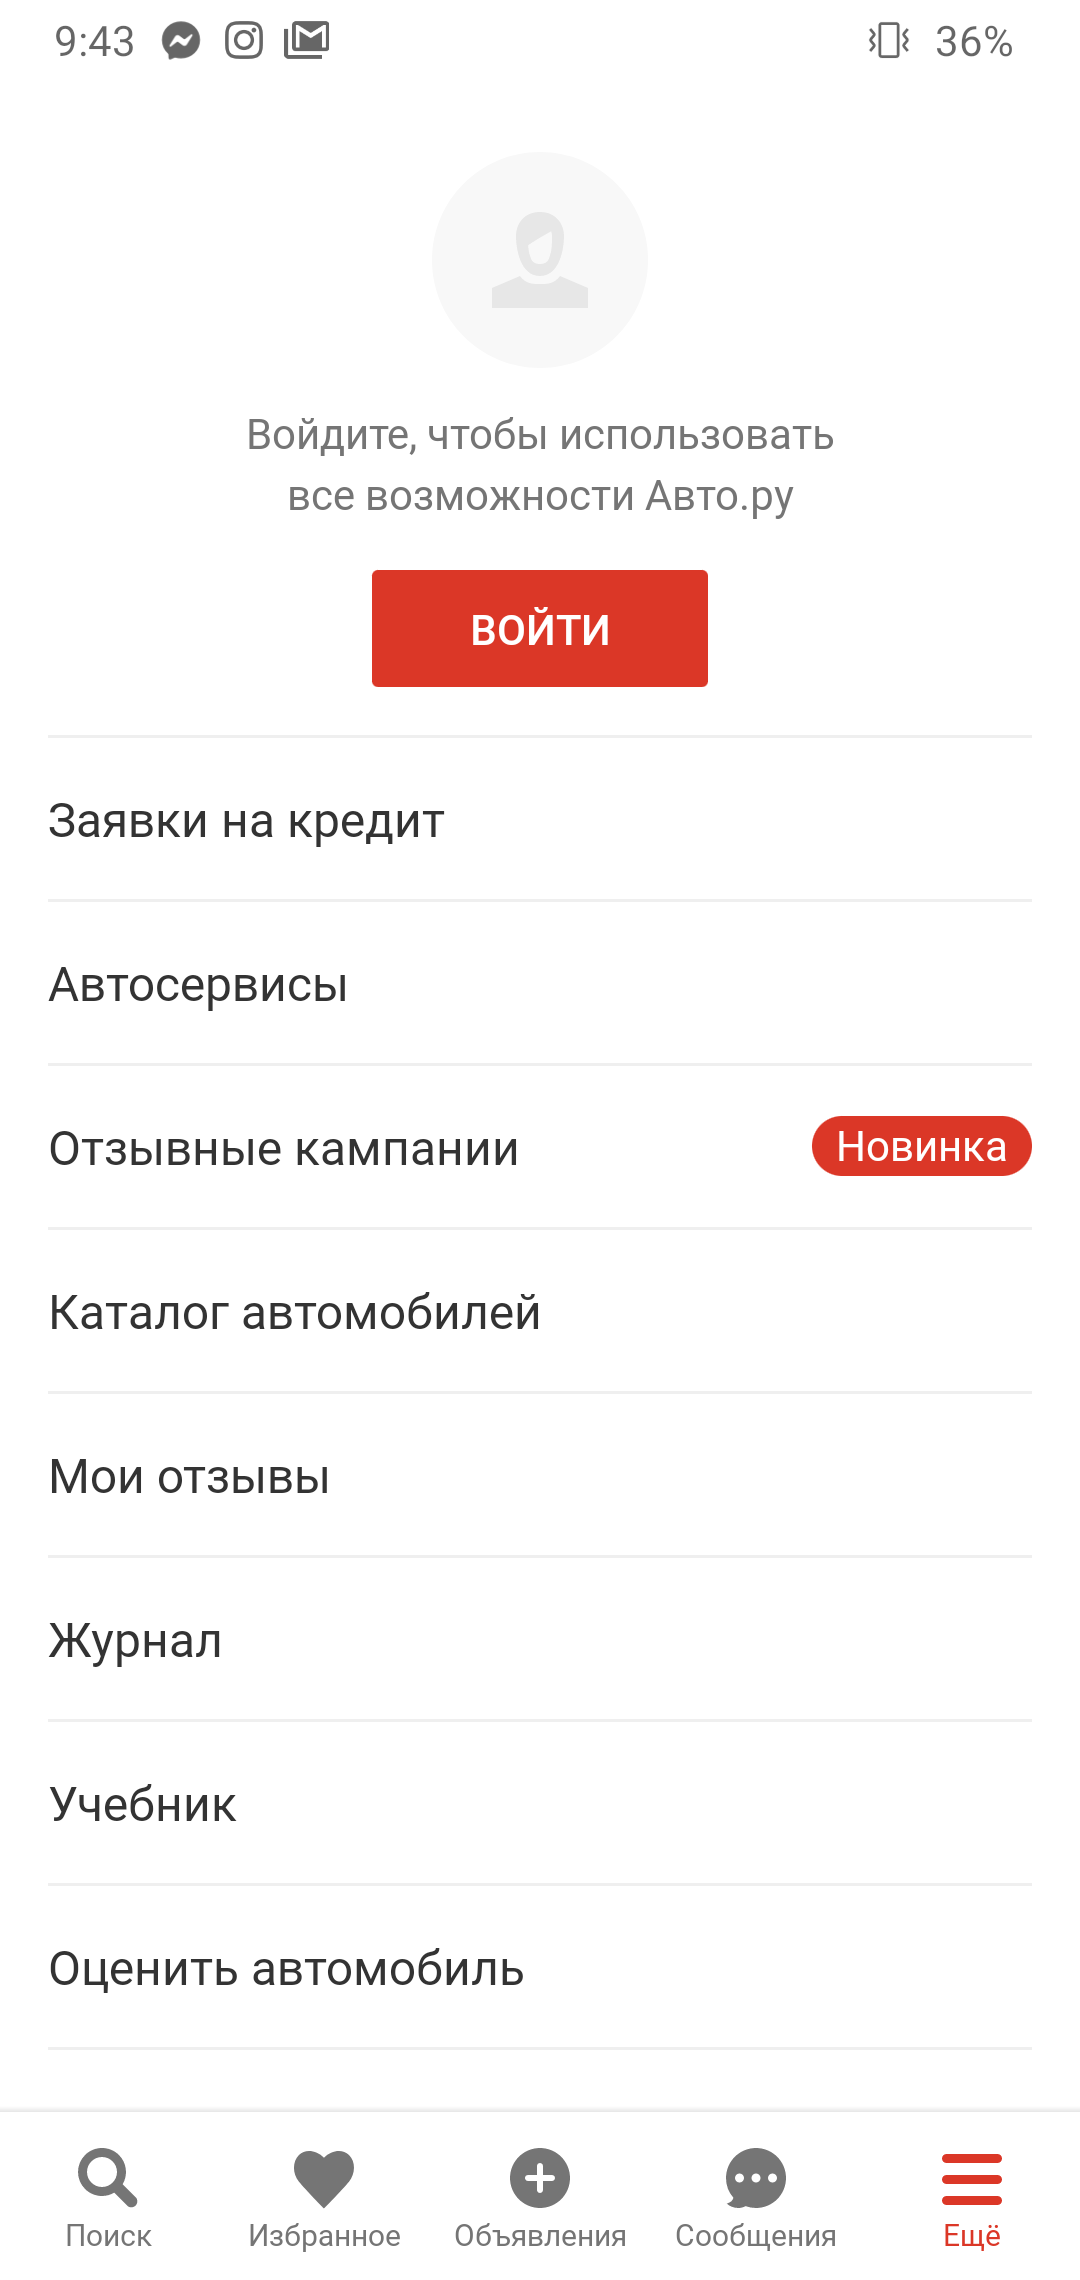 9:43
36%
Войдите, чтобы использовать
все возможности Авто.ру
ВОЙТИ
Заявки на кредит
Автосервисы
Отзывные кампании
Новинка
Каталог автомобилей
Мои отзывы
Журнал
Учебник
Оценить автомобиль
Поиск
Избранное
Объявления
Сообщения
Ещё